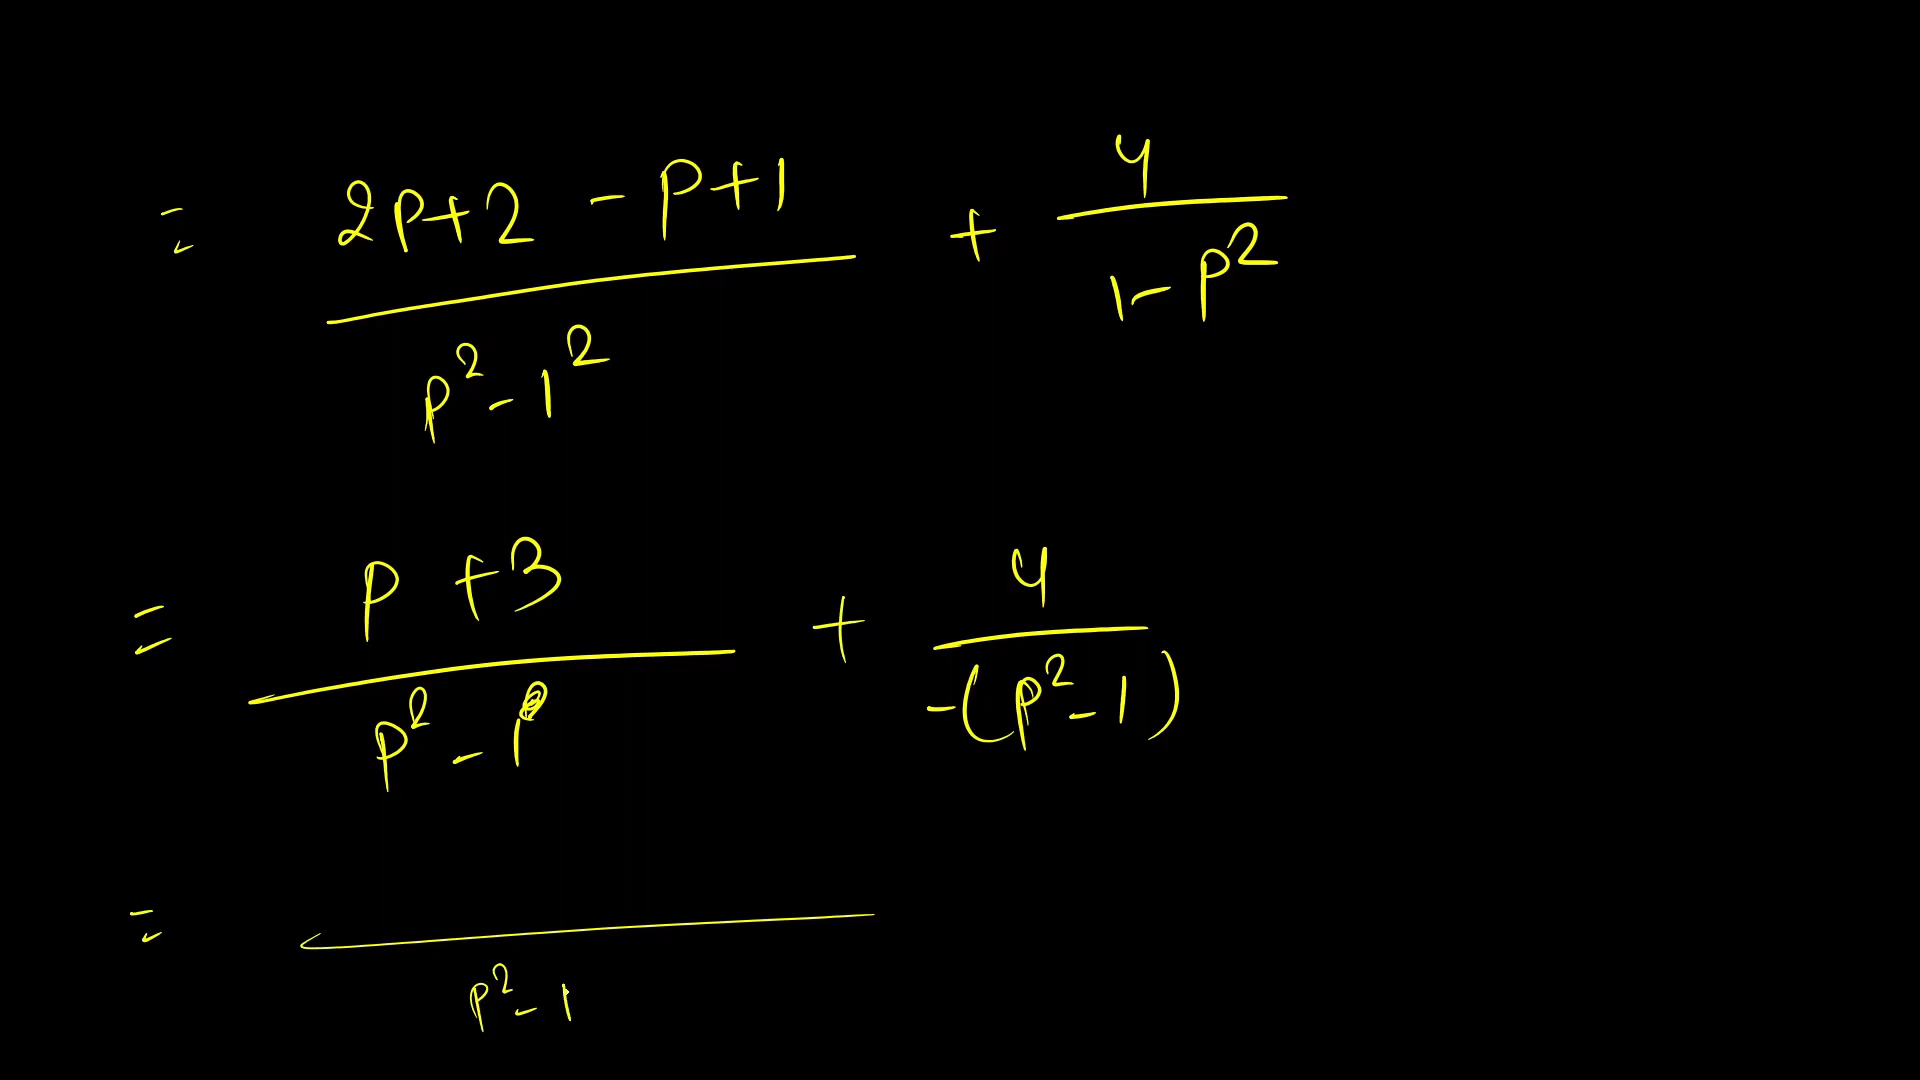 = (2p+2 - p+1)/(p² - 1²) + 4/(1 - p²)
= (p + 3)/(p² - 1) + 4/(-(p² - 1))
= /(p² - 1)